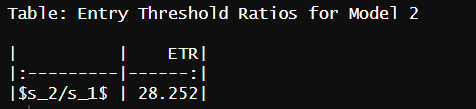 Table: Entry Threshold Ratios for Model 2
|          |    ETR|
|:---------|------:|
|$s_2/s_1$ | 28.252|